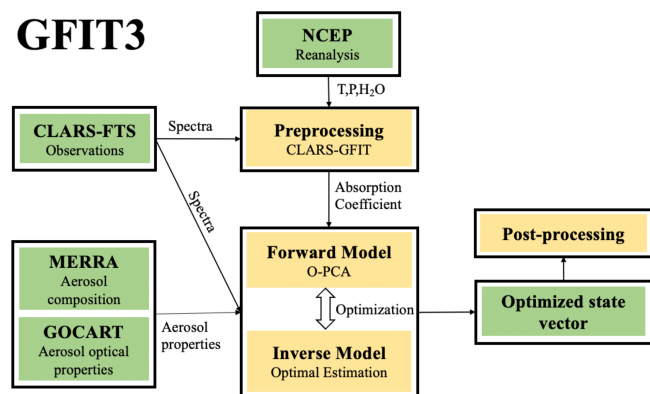 GFIT3
NCEP
Reanalysis
T,P,H₂O
CLARS-FTS
Observations
Spectra
Preprocessing
CLARS-GFIT
Spectra
Absorption
Coefficient
MERRA
Aerosol
composition
GOCART
Aerosol optical
properties
Aerosol
properties
Forward Model
O-PCA
Optimization
Inverse Model
Optimal Estimation
Post-processing
Optimized state
vector